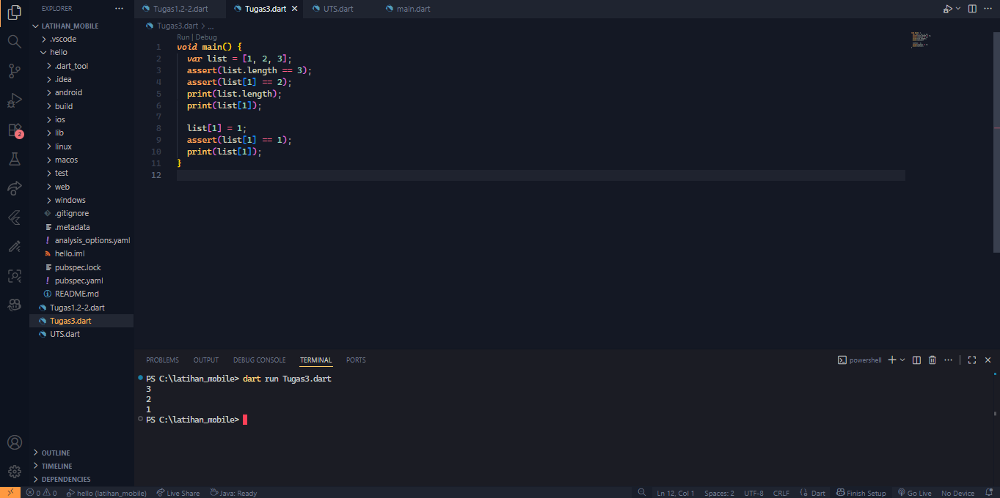 EXPLORER
LATIHAN_MOBILE
.vscode
hello
.dart_tool
.idea
android
build
ios
lib
linux
macos
test
web
windows
.gitignore
.metadata
analysis_options.yaml
hello.iml
pubspec.lock
pubspec.yaml
README.md
Tugas1.2-2.dart
Tugas3.dart
UTS.dart
OUTLINE
TIMELINE
DEPENDENCIES
2
Tugas1.2-2.dart Tugas3.dart UTS.dart main.dart
Tugas3.dart > ...
Run | Debug
1 void main() {
2 var list = [1, 2, 3];
3 assert(list.length == 3);
4 assert(list[1] == 2);
5 print(list.length);
6 print(list[1]);
7
8 list[1] = 1;
9 assert(list[1] == 1);
10 print(list[1]);
11 }
12
PROBLEMS OUTPUT DEBUG CONSOLE TERMINAL PORTS powershell
PS C:\latihan_mobile> dart run Tugas3.dart
3
2
1
PS C:\latihan_mobile>
0 0 hello (latihan_mobile) Live Share Java: Ready Ln 12, Col 1 Spaces: 2 UTF-8 CRLF Dart Finish Setup Go Live No Device